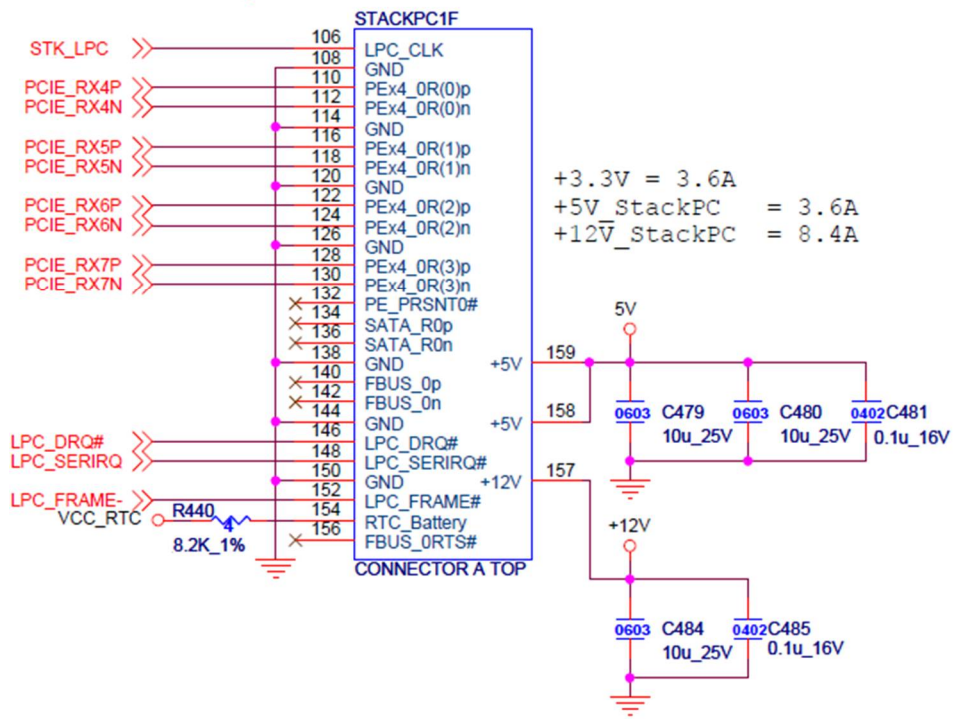 STACKPC1F
STK_LPC 106 LPC_CLK
108 GND
PCIE_RX4P 110 PEx4_0R(0)p
PCIE_RX4N 112 PEx4_0R(0)n
114 GND
PCIE_RX5P 116 PEx4_0R(1)p
PCIE_RX5N 118 PEx4_0R(1)n
120 GND
PCIE_RX6P 122 PEx4_0R(2)p
PCIE_RX6N 124 PEx4_0R(2)n
126 GND
PCIE_RX7P 128 PEx4_0R(3)p
PCIE_RX7N 130 PEx4_0R(3)n
132 PE_PRSNT0#
134 SATA_R0p
136 SATA_R0n
138 GND
140 FBUS_0p
142 FBUS_0n
144 GND
LPC_DRQ# 146 LPC_DRQ#
LPC_SERIRQ 148 LPC_SERIRQ#
150 GND
LPC_FRAME- 152 LPC_FRAME#
VCC_RTC R440 4 154 RTC_Battery
8.2K_1%
156 FBUS_0RTS#
CONNECTOR A TOP
+5V 159
+5V 158
+12V 157
+3.3V = 3.6A
+5V_StackPC = 3.6A
+12V_StackPC = 8.4A
5V
0603 C479 0603 C480 0402 C481
10u_25V 10u_25V 0.1u_16V
+12V
0603 C484 0402 C485
10u_25V 0.1u_16V